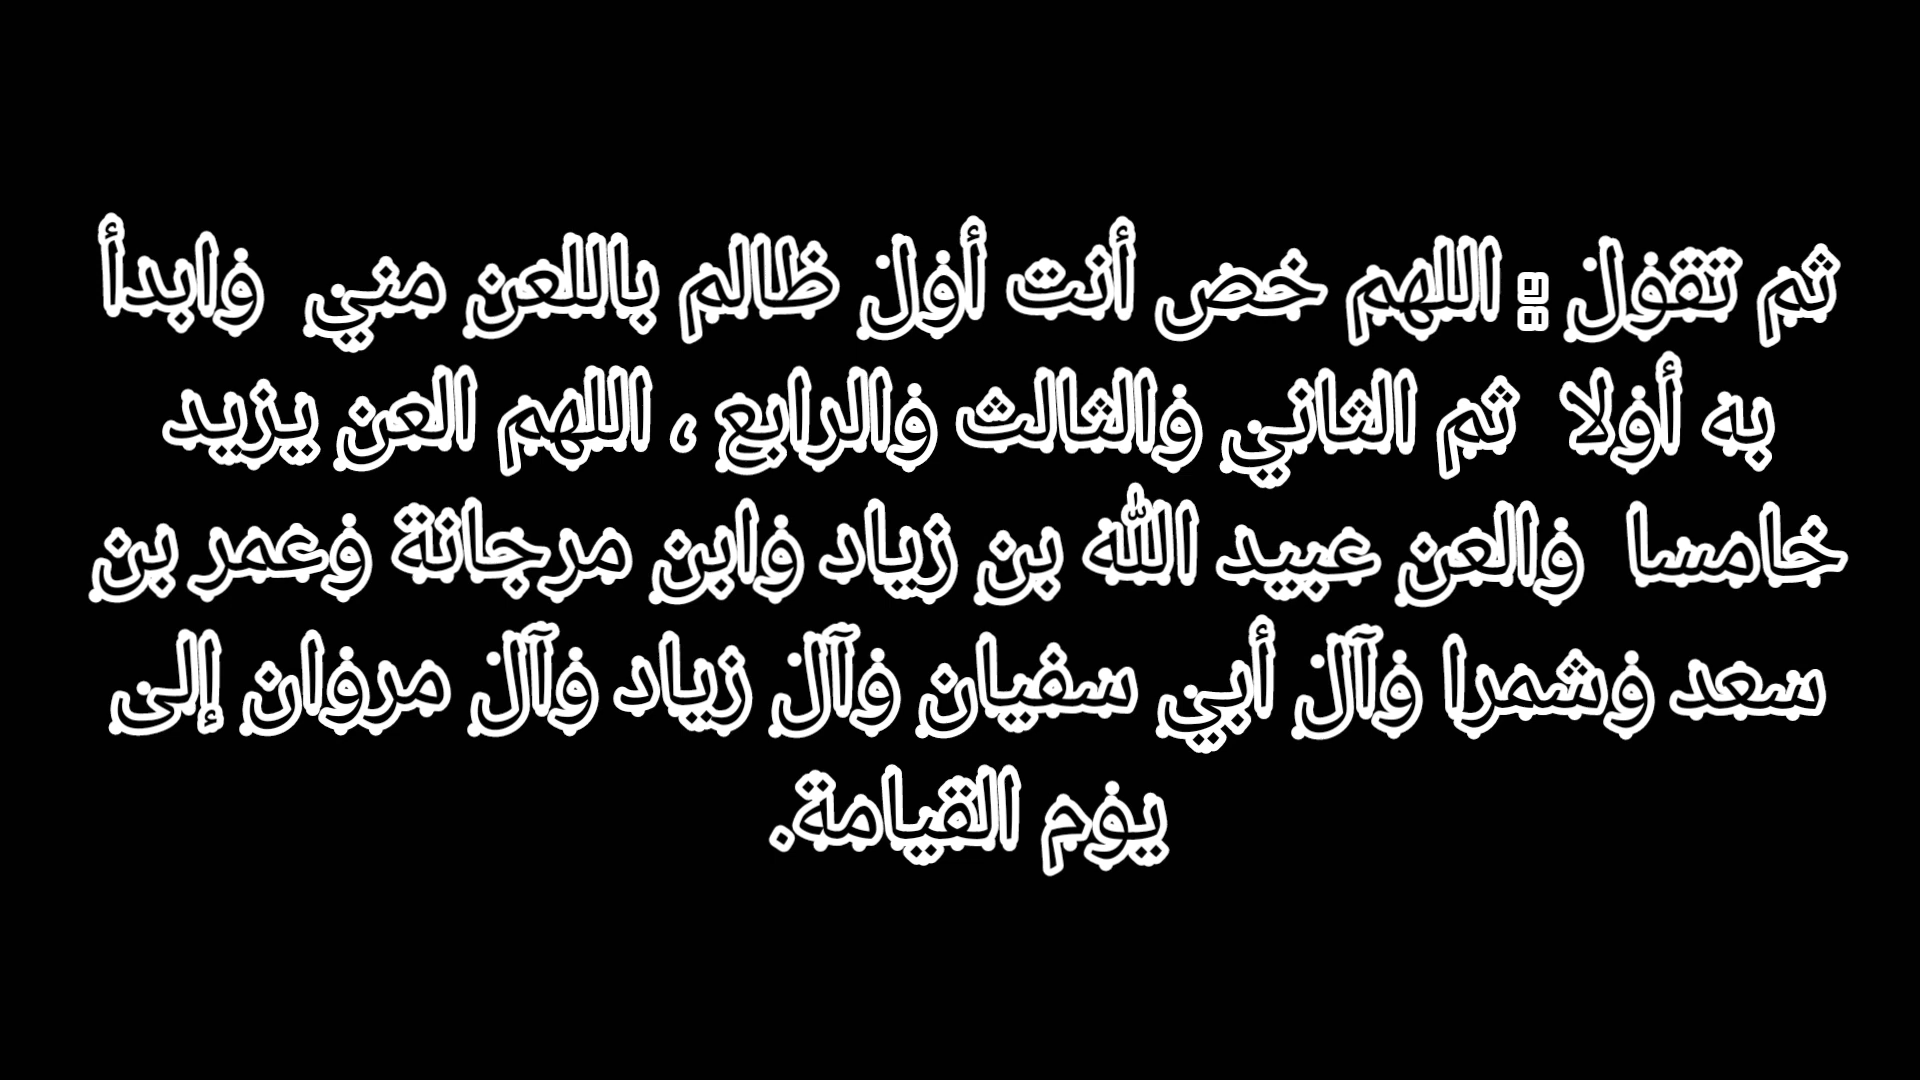 ثم تقول : اللهم خص أنت أول ظالم باللعن مني وابدأ
به أولا ثم الثاني والثالث والرابع ، اللهم العن يزيد
خامسا والعن عبيد الله بن زياد وابن مرجانة وعمر بن
سعد وشمرا وآل أبي سفيان وآل زياد وآل مروان إلى
يوم القيامة.